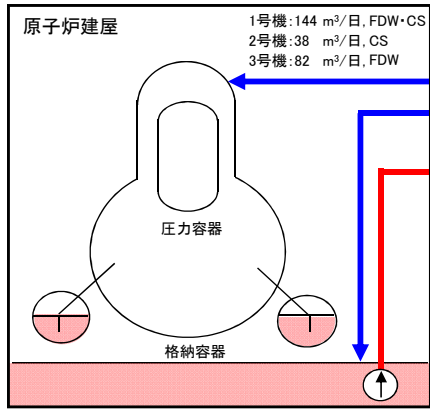 原子炉建屋
1号機:144 m³/日, FDW・CS
2号機:38 m³/日, CS
3号機:82 m³/日, FDW
圧力容器
格納容器